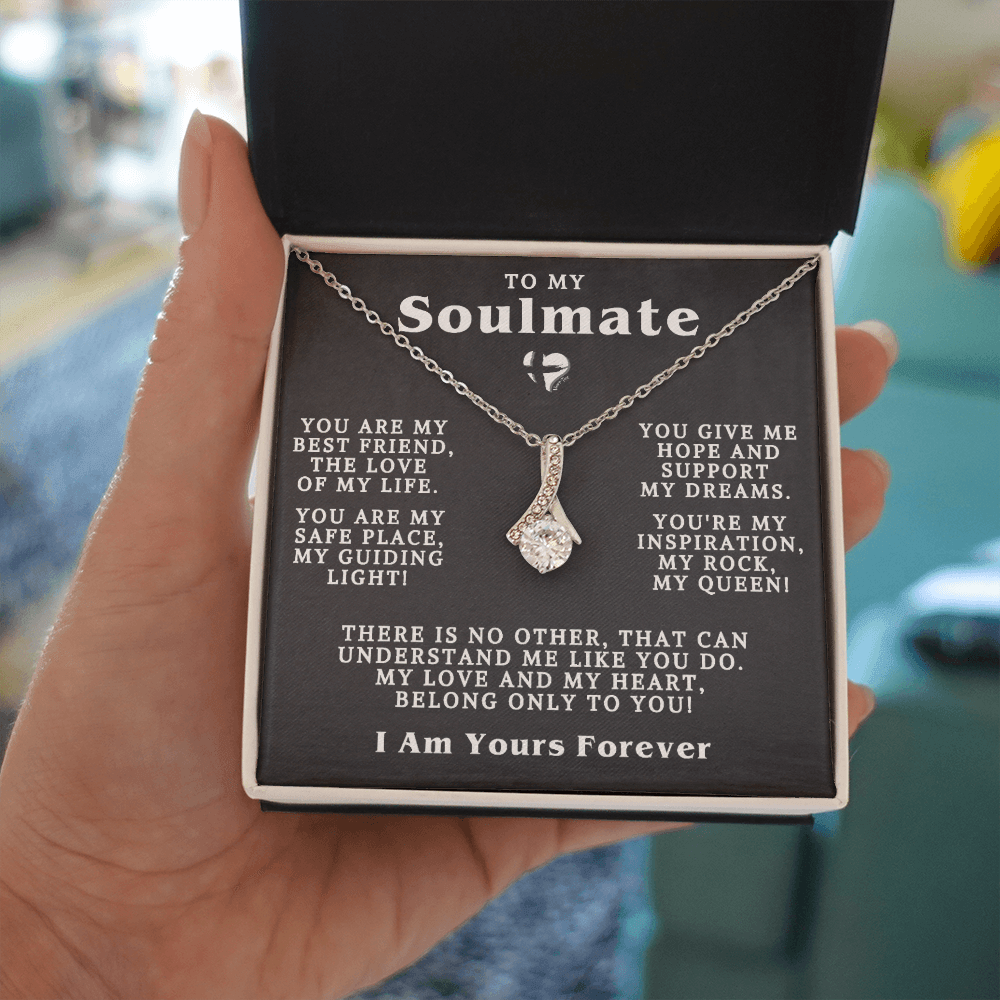 TO MY
Soulmate
YOU ARE MY
BEST FRIEND,
THE LOVE
OF MY LIFE.
YOU ARE MY
SAFE PLACE,
MY GUIDING
LIGHT!
YOU GIVE ME
HOPE AND
SUPPORT
MY DREAMS.
YOU'RE MY
INSPIRATION,
MY ROCK,
MY QUEEN!
THERE IS NO OTHER, THAT CAN
UNDERSTAND ME LIKE YOU DO.
MY LOVE AND MY HEART,
BELONG ONLY TO YOU!
I Am Yours Forever